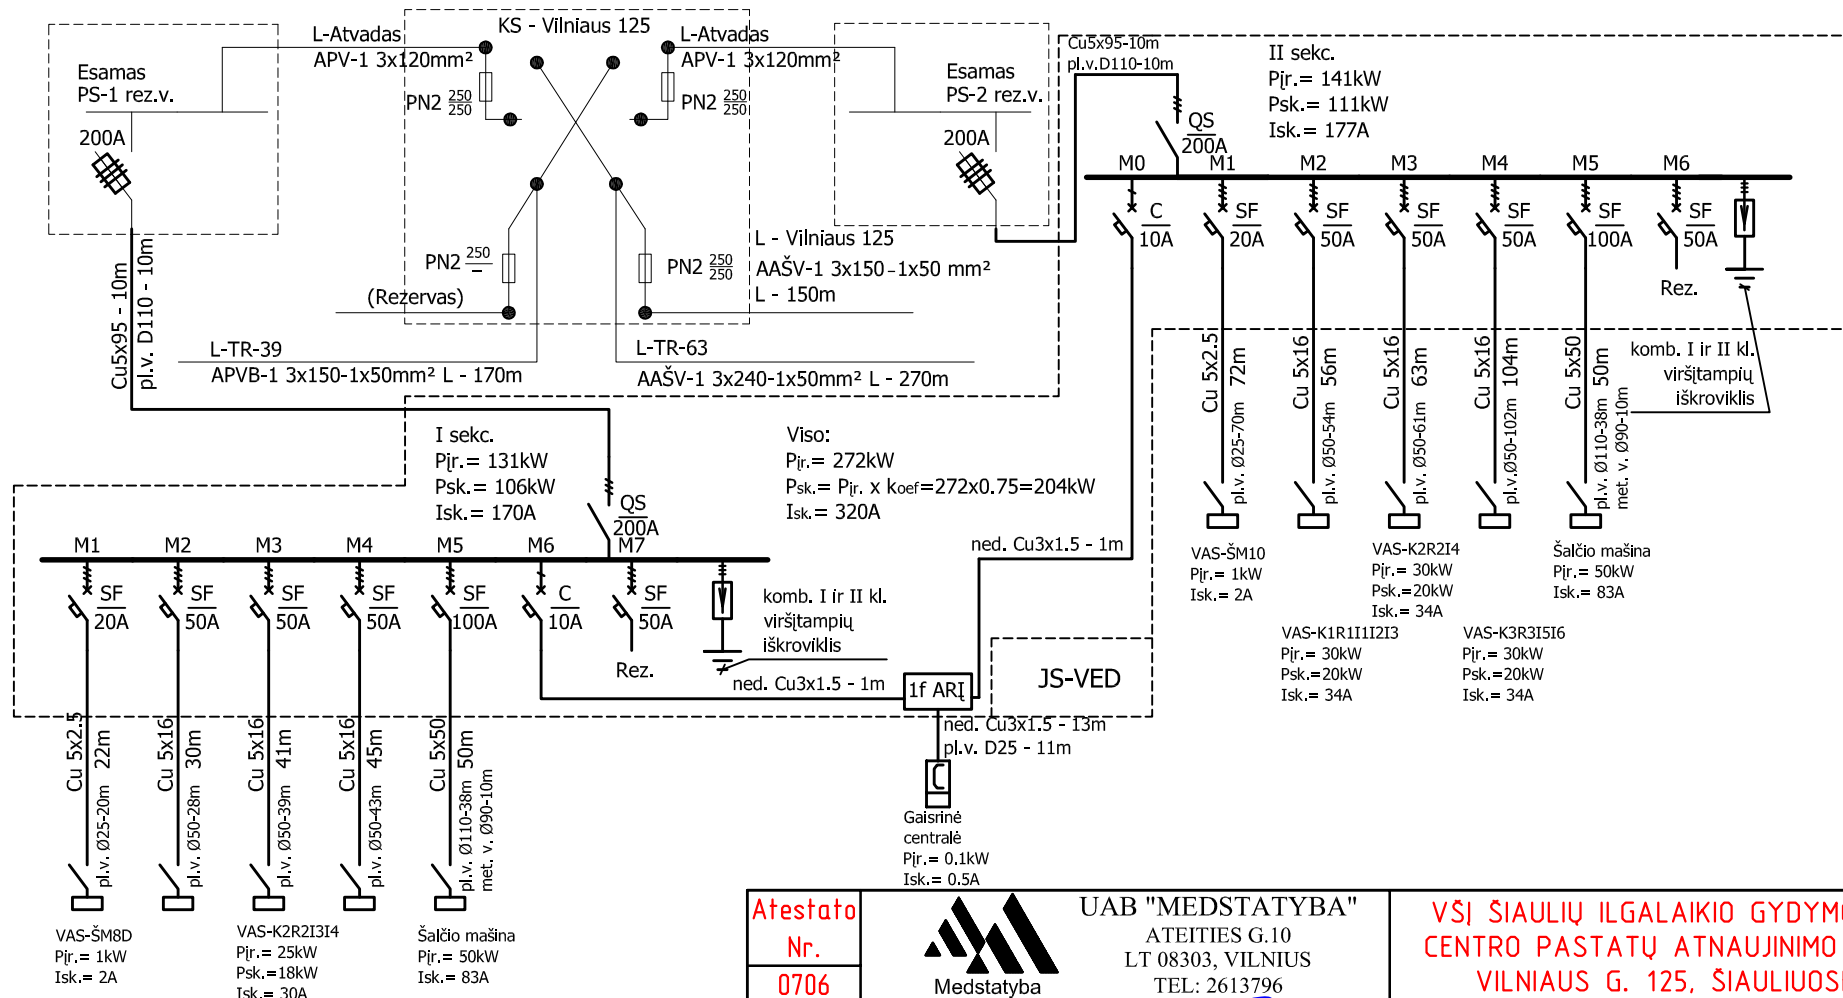 KS - Vilniaus 125
L-Atvadas
APV-1 3x120mm²
L-Atvadas
APV-1 3x120mm²
Esamas
PS-1 rez.v.
200A
PN2 250/250
PN2 250/250
Esamas
PS-2 rez.v.
200A
PN2 250/–
PN2 250/250
(Rezervas)
L - Vilniaus 125
AAŠV-1 3x150-1x50 mm²
L - 150m
L-TR-39
APVB-1 3x150-1x50mm² L - 170m
L-TR-63
AAŠV-1 3x240-1x50mm² L - 270m
Cu5x95 - 10m
pl.v. D110 - 10m
Cu5x95-10m
pl.v.D110-10m
II sekc.
Pįr.= 141kW
Psk.= 111kW
Isk.= 177A
QS
200A
M0 M1 M2 M3 M4 M5 M6
C
10A
SF
20A
SF
50A
SF
50A
SF
50A
SF
100A
SF
50A
Rez.
komb. I ir II kl.
viršįtampių
iškroviklis
Cu 5x2.5 72m
pl.v. Ø25-70m
Cu 5x16 56m
pl.v. Ø50-54m
Cu 5x16 63m
pl.v. Ø50-61m
Cu 5x16 104m
pl.v.Ø50-102m
Cu 5x50 50m
pl.v. Ø110-38m
met. v. Ø90-10m
VAS-ŠM10
Pįr.= 1kW
Isk.= 2A
VAS-K1R1I1I2I3
Pįr.= 30kW
Psk.=20kW
Isk.= 34A
VAS-K2R2I4
Pįr.= 30kW
Psk.=20kW
Isk.= 34A
VAS-K3R3I5I6
Pįr.= 30kW
Psk.=20kW
Isk.= 34A
Šalčio mašina
Pįr.= 50kW
Isk.= 83A
I sekc.
Pįr.= 131kW
Psk.= 106kW
Isk.= 170A
QS
200A
Viso:
Pįr.= 272kW
Psk.= Pįr. x koef=272x0.75=204kW
Isk.= 320A
M1 M2 M3 M4 M5 M6 M7
SF
20A
SF
50A
SF
50A
SF
50A
SF
100A
C
10A
SF
50A
Rez.
komb. I ir II kl.
viršįtampių
iškroviklis
ned. Cu3x1.5 - 1m
ned. Cu3x1.5 - 1m
1f ARĮ
JS-VED
ned. Cu3x1.5 - 13m
pl.v. D25 - 11m
Gaisrinė
centralė
Pįr.= 0.1kW
Isk.= 0.5A
Cu 5x2.5 22m
pl.v. Ø25-20m
Cu 5x16 30m
pl.v. Ø50-28m
Cu 5x16 41m
pl.v. Ø50-39m
Cu 5x16 45m
pl.v. Ø50-43m
Cu 5x50 50m
pl.v. Ø110-38m
met. v. Ø90-10m
VAS-ŠM8D
Pįr.= 1kW
Isk.= 2A
VAS-K2R2I3I4
Pįr.= 25kW
Psk.=18kW
Isk.= 30A
Šalčio mašina
Pįr.= 50kW
Isk.= 83A
Atestato
Nr.
0706
Medstatyba
UAB "MEDSTATYBA"
ATEITIES G.10
LT 08303, VILNIUS
TEL: 2613796
VŠĮ ŠIAULIŲ ILGALAIKIO GYDYMO
CENTRO PASTATŲ ATNAUJINIMO
VILNIAUS G. 125, ŠIAULIUOSE